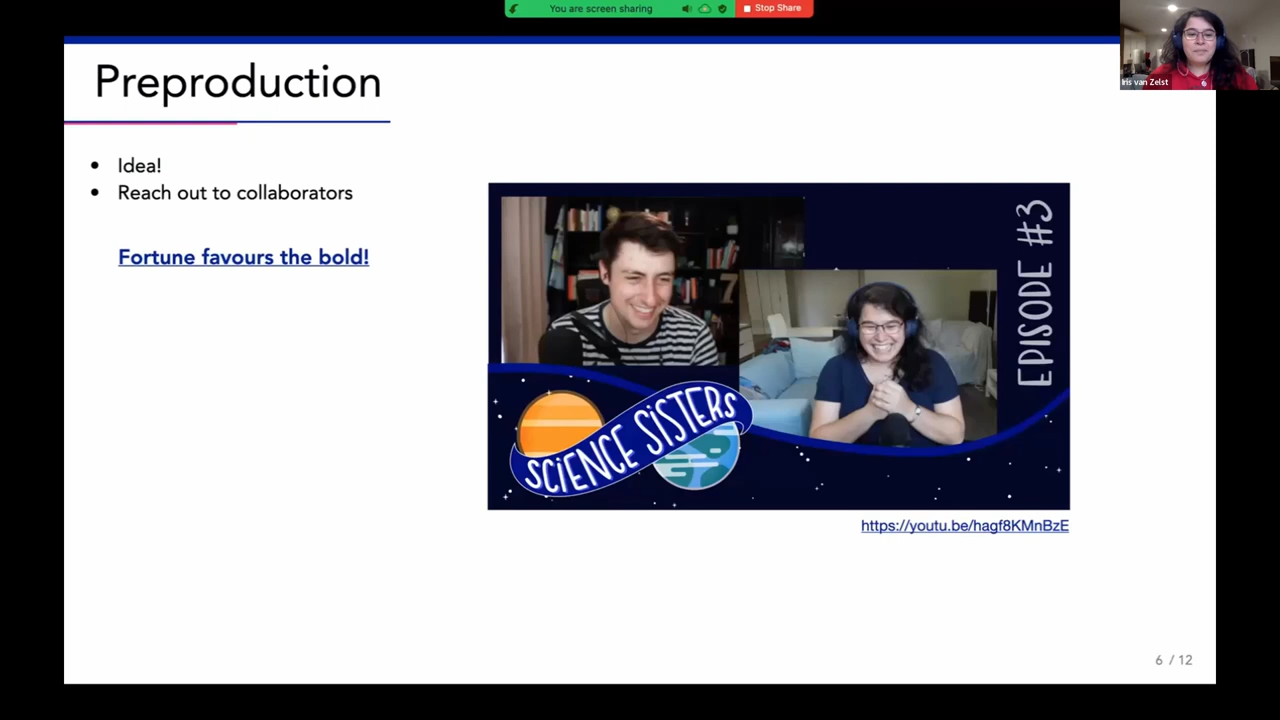 You are screen sharing
Stop Share
Iris van Zelst
Preproduction
• Idea!
• Reach out to collaborators
Fortune favours the bold!
EPISODE #3
7
SCIENCE SISTERS
https://youtu.be/hagf8KMnBzE
6 / 12